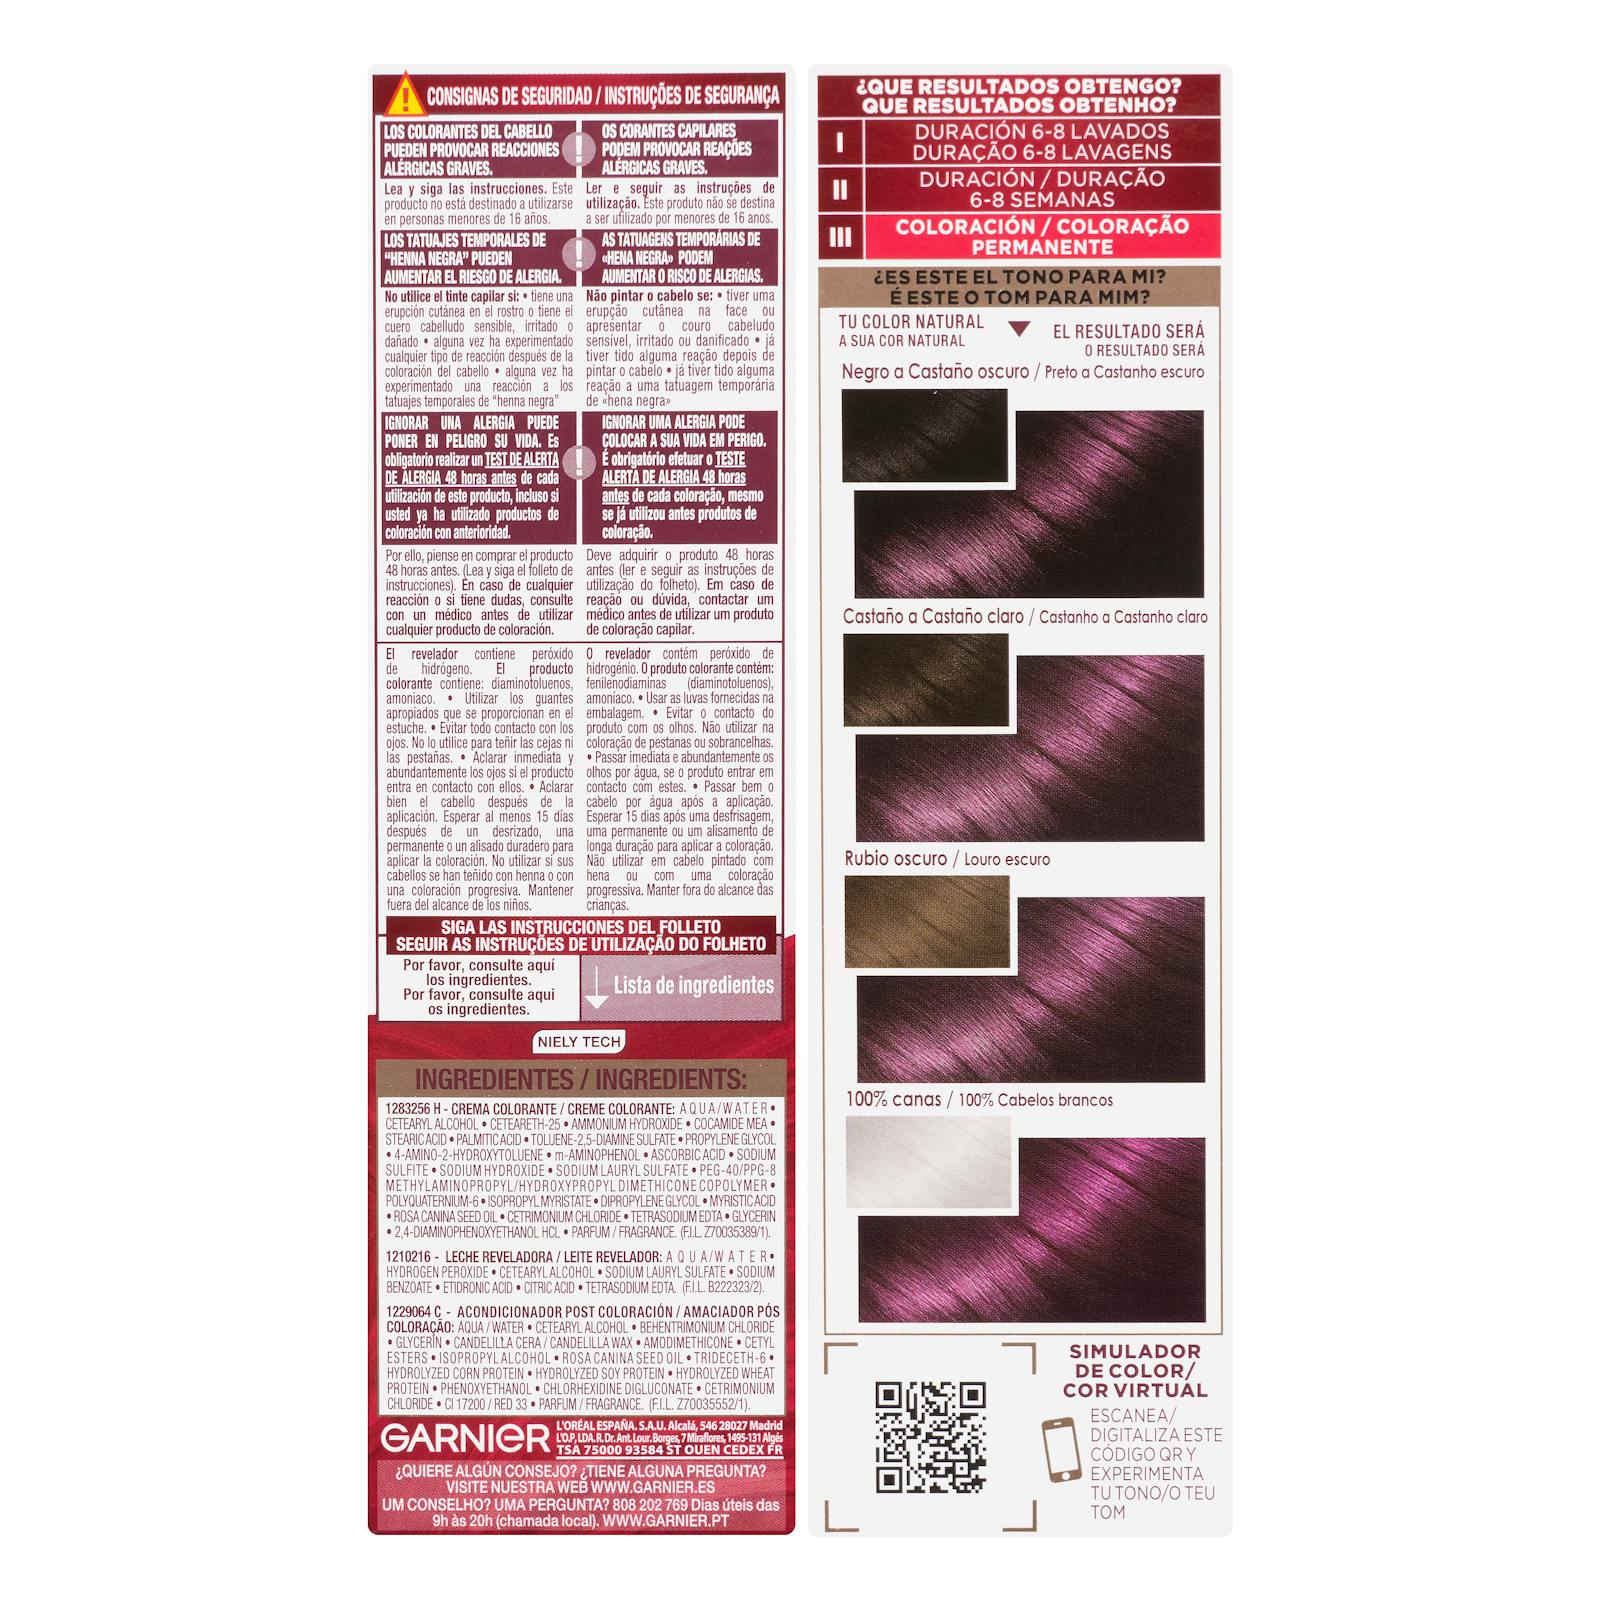 CONSIGNAS DE SEGURIDAD / INSTRUÇÕES DE SEGURANÇA
LOS COLORANTES DEL CABELLO
PUEDEN PROVOCAR REACCIONES
ALÉRGICAS GRAVES.
Lea y siga las instrucciones. Este
producto no está destinado a utilizarse
en personas menores de 16 años.
LOS TATUAJES TEMPORALES DE
"HENNA NEGRA" PUEDEN
AUMENTAR EL RIESGO DE ALERGIA.
No utilice el tinte capilar si: • tiene una
erupción cutánea en el rostro o tiene el
cuero cabelludo sensible, irritado o
dañado • alguna vez ha experimentado
cualquier tipo de reacción después de la
coloración del cabello • alguna vez ha
experimentado una reacción a los
tatuajes temporales de "henna negra"
IGNORAR UNA ALERGIA PUEDE
PONER EN PELIGRO SU VIDA. Es
obligatorio realizar un TEST DE ALERTA
DE ALERGIA 48 horas antes de cada
utilización de este producto, incluso si
usted ya ha utilizado productos de
coloración con anterioridad.
Por ello, piense en comprar el producto
48 horas antes. (Lea y siga el folleto de
instrucciones). En caso de cualquier
reacción o si tiene dudas, consulte
con un médico antes de utilizar
cualquier producto de coloración.
OS CORANTES CAPILARES
PODEM PROVOCAR REAÇÕES
ALÉRGICAS GRAVES.
Ler e seguir as instruções de
utilização. Este produto não se destina
a ser utilizado por menores de 16 anos.
AS TATUAGENS TEMPORÁRIAS DE
«HENA NEGRA» PODEM
AUMENTAR O RISCO DE ALERGIAS.
Não pintar o cabelo se: • tiver uma
erupção cutânea na face ou
apresentar o couro cabeludo
sensível, irritado ou danificado • já
tiver tido alguma reação depois de
pintar o cabelo • já tiver tido alguma
reação a uma tatuagem temporária
de «hena negra»
IGNORAR UMA ALERGIA PODE
COLOCAR A SUA VIDA EM PERIGO.
É obrigatório efetuar o TESTE
ALERTA DE ALERGIA 48 horas
antes de cada coloração, mesmo
se já utilizou antes produtos de
coloração.
Deve adquirir o produto 48 horas
antes (ler e seguir as instruções de
utilização do folheto). Em caso de
reação ou dúvida, contactar um
médico antes de utilizar um produto
de coloração capilar.
El revelador contiene peróxido
de hidrógeno. El producto
colorante contiene: diaminotoluenos,
amoniaco. • Utilizar los guantes
apropiados que se proporcionan en el
estuche. • Evitar todo contacto con los
ojos. No lo utilice para teñir las cejas ni
las pestañas. • Aclarar inmediata y
abundantemente los ojos si el producto
entra en contacto con ellos. • Aclarar
bien el cabello después de la
aplicación. Esperar al menos 15 días
después de un desrizado, una
permanente o un alisado duradero para
aplicar la coloración. No utilizar si sus
cabellos se han teñido con henna o con
una coloración progresiva. Mantener
fuera del alcance de los niños.
O revelador contém peróxido de
hidrogénio. O produto colorante contém:
fenilenodiaminas (diaminotoluenos),
amoníaco. • Usar as luvas fornecidas na
embalagem. • Evitar o contacto do
produto com os olhos. Não utilizar na
coloração de pestanas ou sobrancelhas.
• Passar imediata e abundantemente os
olhos por água, se o produto entrar em
contacto com estes. • Passar bem o
cabelo por água após a aplicação.
Esperar 15 dias após uma desfrisagem,
uma permanente ou um alisamento de
longa duração para aplicar a coloração.
Não utilizar em cabelo pintado com
hena ou com uma coloração
progressiva. Manter fora do alcance das
crianças.
SIGA LAS INSTRUCCIONES DEL FOLLETO
SEGUIR AS INSTRUÇÕES DE UTILIZAÇÃO DO FOLHETO
Por favor, consulte aquí
los ingredientes.
Por favor, consulte aqui
os ingredientes.
Lista de ingredientes
NIELY TECH
INGREDIENTES / INGREDIENTS:
1283256 H - CREMA COLORANTE / CREME COLORANTE: AQUA/WATER •
CETEARYL ALCOHOL • CETEARETH-25 • AMMONIUM HYDROXIDE • COCAMIDE MEA •
STEARIC ACID • PALMITIC ACID • TOLUENE-2,5-DIAMINE SULFATE • PROPYLENE GLYCOL
• 4-AMINO-2-HYDROXYTOLUENE • m-AMINOPHENOL • ASCORBIC ACID • SODIUM
SULFITE • SODIUM HYDROXIDE • SODIUM LAURYL SULFATE • PEG-40/PPG-8
METHYLAMINOPROPYL/HYDROXYPROPYL DIMETHICONE COPOLYMER •
POLYQUATERNIUM-6 • ISOPROPYL MYRISTATE • DIPROPYLENE GLYCOL • MYRISTIC ACID
• ROSA CANINA SEED OIL • CETRIMONIUM CHLORIDE • TETRASODIUM EDTA • GLYCERIN
• 2,4-DIAMINOPHENOXYETHANOL HCL • PARFUM / FRAGRANCE. (F.I.L. Z70035389/1).
1210216 - LECHE REVELADORA / LEITE REVELADOR: AQUA/WATER •
HYDROGEN PEROXIDE • CETEARYL ALCOHOL • SODIUM LAURYL SULFATE • SODIUM
BENZOATE • ETIDRONIC ACID • CITRIC ACID • TETRASODIUM EDTA. (F.I.L. B222323/2).
1229064 C - ACONDICIONADOR POST COLORACIÓN / AMACIADOR PÓS
COLORAÇÃO: AQUA / WATER • CETEARYL ALCOHOL • BEHENTRIMONIUM CHLORIDE
• GLYCERIN • CANDELILLA CERA / CANDELILLA WAX • AMODIMETHICONE • CETYL
ESTERS • ISOPROPYL ALCOHOL • ROSA CANINA SEED OIL • TRIDECETH-6 •
HYDROLYZED CORN PROTEIN • HYDROLYZED SOY PROTEIN • HYDROLYZED WHEAT
PROTEIN • PHENOXYETHANOL • CHLORHEXIDINE DIGLUCONATE • CETRIMONIUM
CHLORIDE • CI 17200 / RED 33 • PARFUM / FRAGRANCE. (F.I.L. Z70035552/1).
GARNIER
L'ORÉAL ESPAÑA. S.A.U. Alcalá, 546 28027 Madrid
L'O.P., LDA. R. Dr. Ant. Lour. Borges, 7 Miraflores, 1495-131 Algés
TSA 75000 93584 ST OUEN CEDEX FR
¿QUIERE ALGÚN CONSEJO? ¿TIENE ALGUNA PREGUNTA?
VISITE NUESTRA WEB WWW.GARNIER.ES
UM CONSELHO? UMA PERGUNTA? 808 202 769 Dias úteis das
9h às 20h (chamada local). WWW.GARNIER.PT
¿QUE RESULTADOS OBTENGO?
QUE RESULTADOS OBTENHO?
I
DURACIÓN 6-8 LAVADOS
DURAÇÃO 6-8 LAVAGENS
II
DURACIÓN / DURAÇÃO
6-8 SEMANAS
III
COLORACIÓN / COLORAÇÃO
PERMANENTE
¿ES ESTE EL TONO PARA MI?
É ESTE O TOM PARA MIM?
TU COLOR NATURAL
A SUA COR NATURAL
EL RESULTADO SERÁ
O RESULTADO SERÁ
Negro a Castaño oscuro / Preto a Castanho escuro
Castaño a Castaño claro / Castanho a Castanho claro
Rubio oscuro / Louro escuro
100% canas / 100% Cabelos brancos
SIMULADOR
DE COLOR/
COR VIRTUAL
ESCANEA/
DIGITALIZA ESTE
CÓDIGO QR Y
EXPERIMENTA
TU TONO/O TEU
TOM